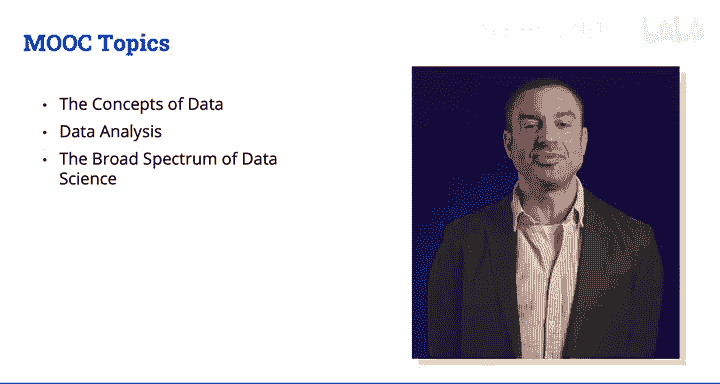 MOOC Topics
• The Concepts of Data
• Data Analysis
• The Broad Spectrum of Data
Science